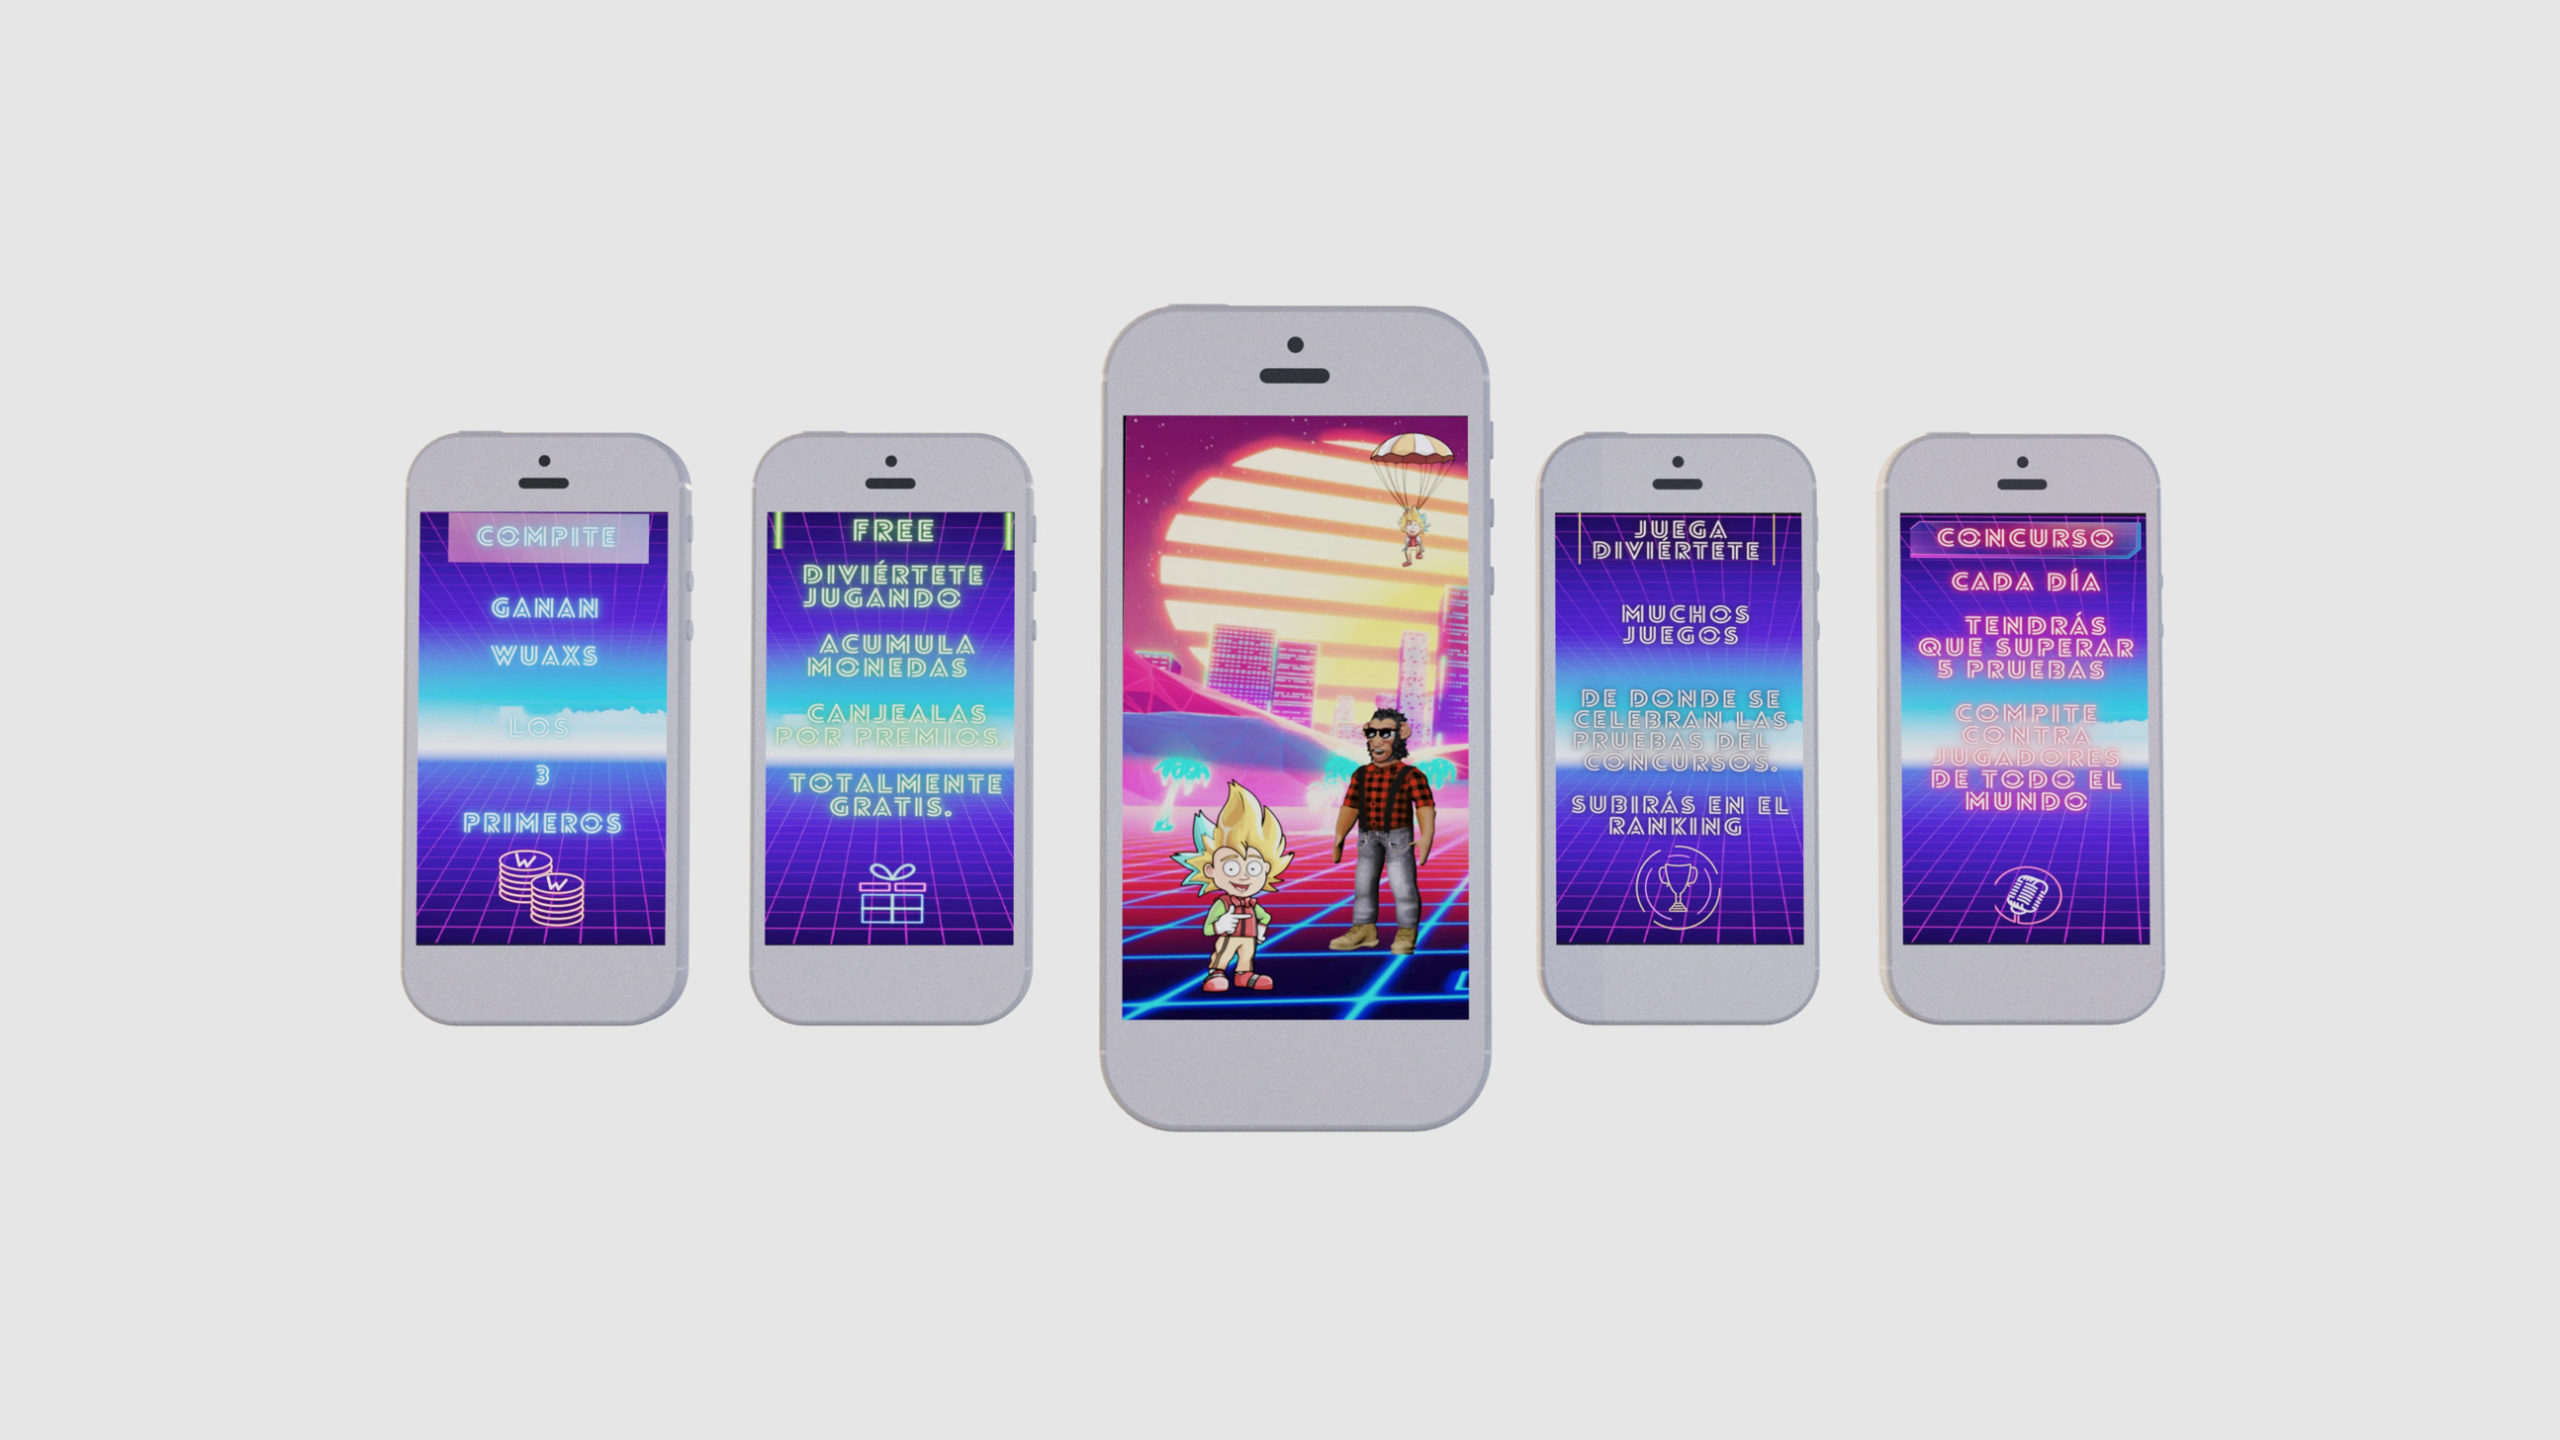 COMPITE
GANAN
WUAXS
LOS
3
PRIMEROS
W
W
FREE
DIVIÉRTETE
JUGANDO
ACUMULA
MONEDAS
CANJEALAS
POR PREMIOS.
TOTALMENTE
GRATIS.
JUEGA
DIVIÉRTETE
MUCHOS
JUEGOS
DE DONDE SE
CELEBRAN LAS
PRUEBAS DEL
CONCURSOS.
SUBIRÁS EN EL
RANKING
CONCURSO
CADA DÍA
TENDRÁS
QUE SUPERAR
5 PRUEBAS
COMPITE
CONTRA
JUGADORES
DE TODO EL
MUNDO